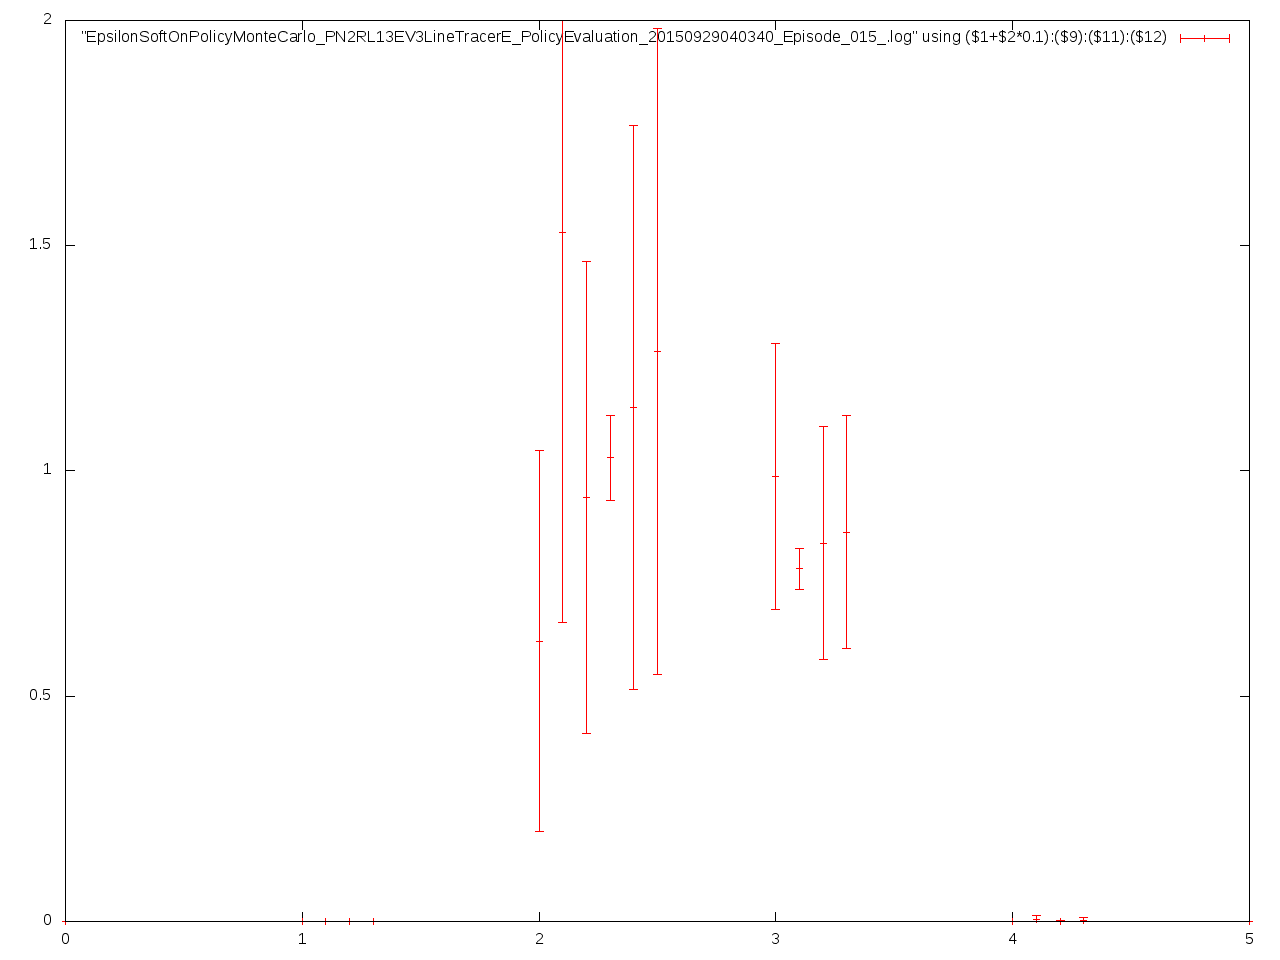 2
"EpsilonSoftOnPolicyMonteCarlo_PN2RL13EV3LineTracerE_PolicyEvaluation_20150929040340_Episode_015_.log" using ($1+$2*0.1):($9):($11):($12)
1.5
1
0.5
0
0 1 2 3 4 5